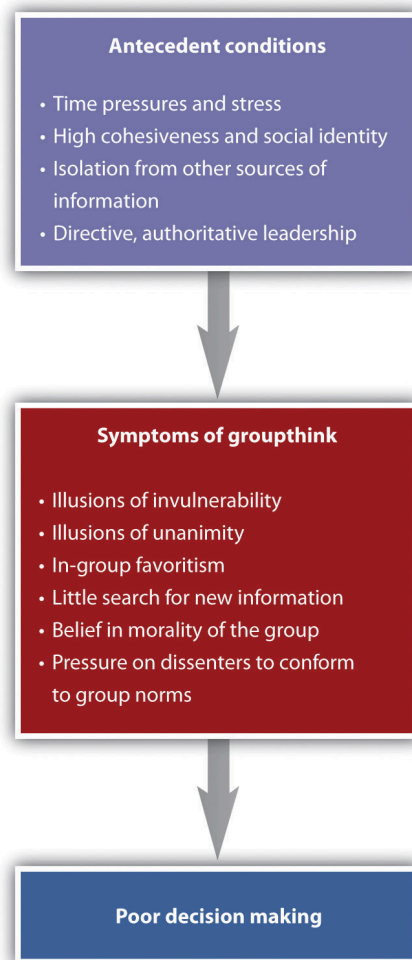 Antecedent conditions
• Time pressures and stress
• High cohesiveness and social identity
• Isolation from other sources of
information
• Directive, authoritative leadership
Symptoms of groupthink
• Illusions of invulnerability
• Illusions of unanimity
• In-group favoritism
• Little search for new information
• Belief in morality of the group
• Pressure on dissenters to conform
to group norms
Poor decision making